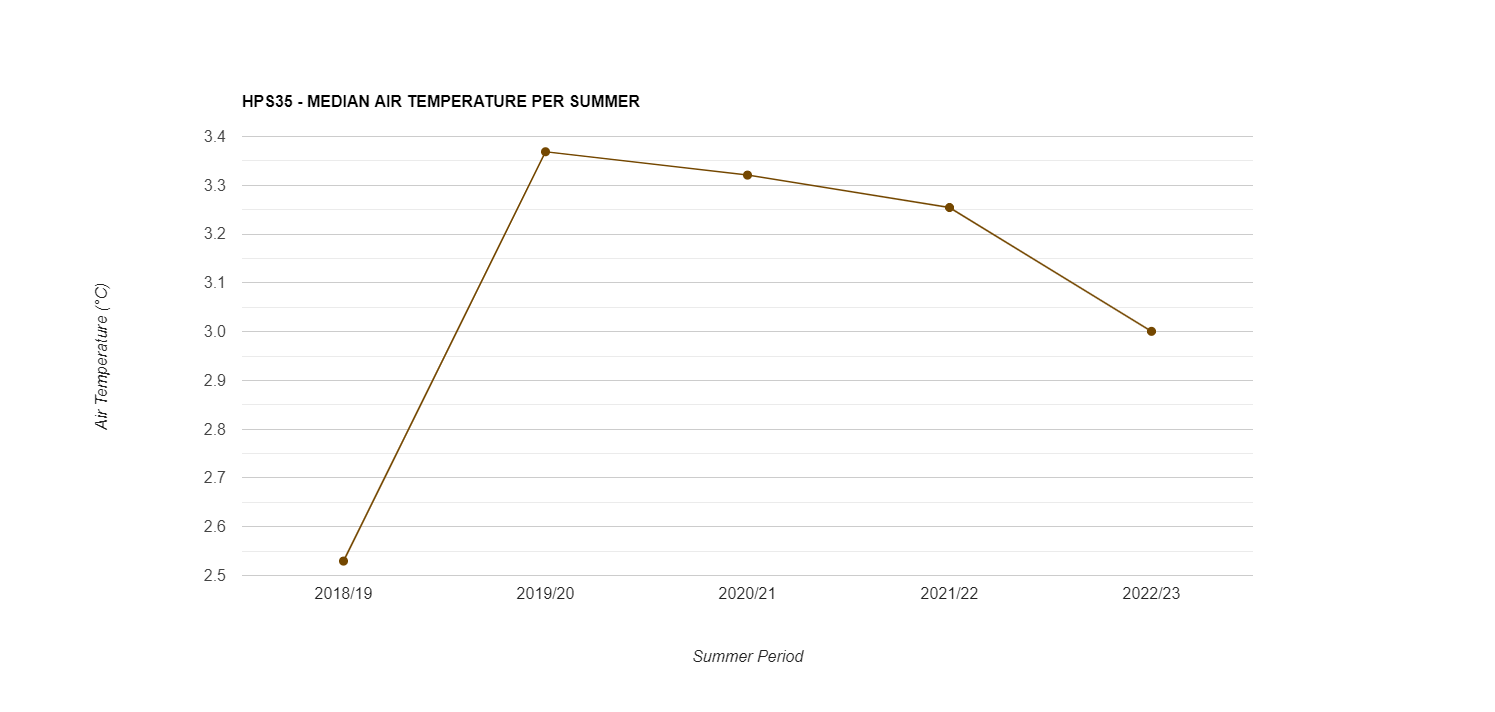 HPS35 - MEDIAN AIR TEMPERATURE PER SUMMER
3.4
3.3
3.2
3.1
3.0
2.9
2.8
2.7
2.6
2.5
Air Temperature (°C)
2018/19 2019/20 2020/21 2021/22 2022/23
Summer Period